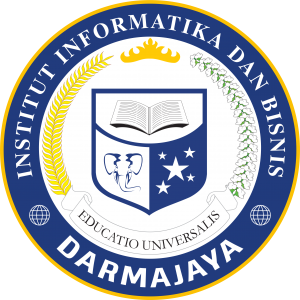 INSTITUT INFORMATIKA DAN BISNIS
EDUCATIO UNIVERSALIS
DARMAJAYA